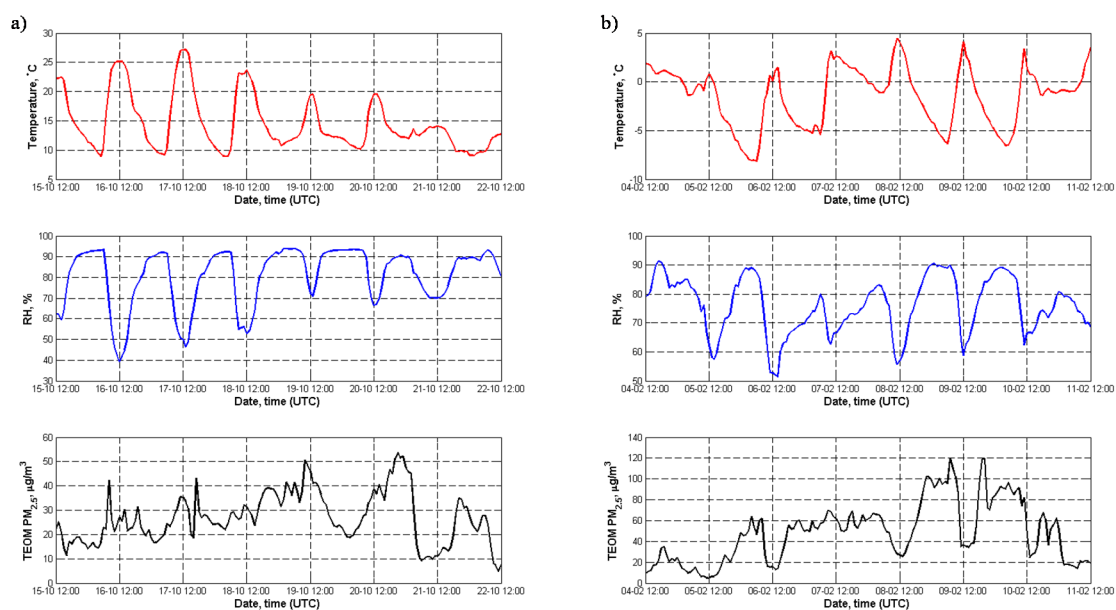 a)
30
25
20
15
10
5
Temperature, °C
15-10 12:00 16-10 12:00 17-10 12:00 18-10 12:00 19-10 12:00 20-10 12:00 21-10 12:00 22-10 12:00
Date, time (UTC)
100
90
80
70
60
50
40
30
RH, %
15-10 12:00 16-10 12:00 17-10 12:00 18-10 12:00 19-10 12:00 20-10 12:00 21-10 12:00 22-10 12:00
Date, time (UTC)
60
50
40
30
20
10
0
TEOM PM2.5, µg/m³
15-10 12:00 16-10 12:00 17-10 12:00 18-10 12:00 19-10 12:00 20-10 12:00 21-10 12:00 22-10 12:00
Date, time (UTC)
b)
5
0
-5
-10
Temperature, °C
04-02 12:00 05-02 12:00 06-02 12:00 07-02 12:00 08-02 12:00 09-02 12:00 10-02 12:00 11-02 12:00
Date, time (UTC)
100
90
80
70
60
50
RH, %
04-02 12:00 05-02 12:00 06-02 12:00 07-02 12:00 08-02 12:00 09-02 12:00 10-02 12:00 11-02 12:00
Date, time (UTC)
140
120
100
80
60
40
20
0
TEOM PM2.5, µg/m³
04-02 12:00 05-02 12:00 06-02 12:00 07-02 12:00 08-02 12:00 09-02 12:00 10-02 12:00 11-02 12:00
Date, time (UTC)